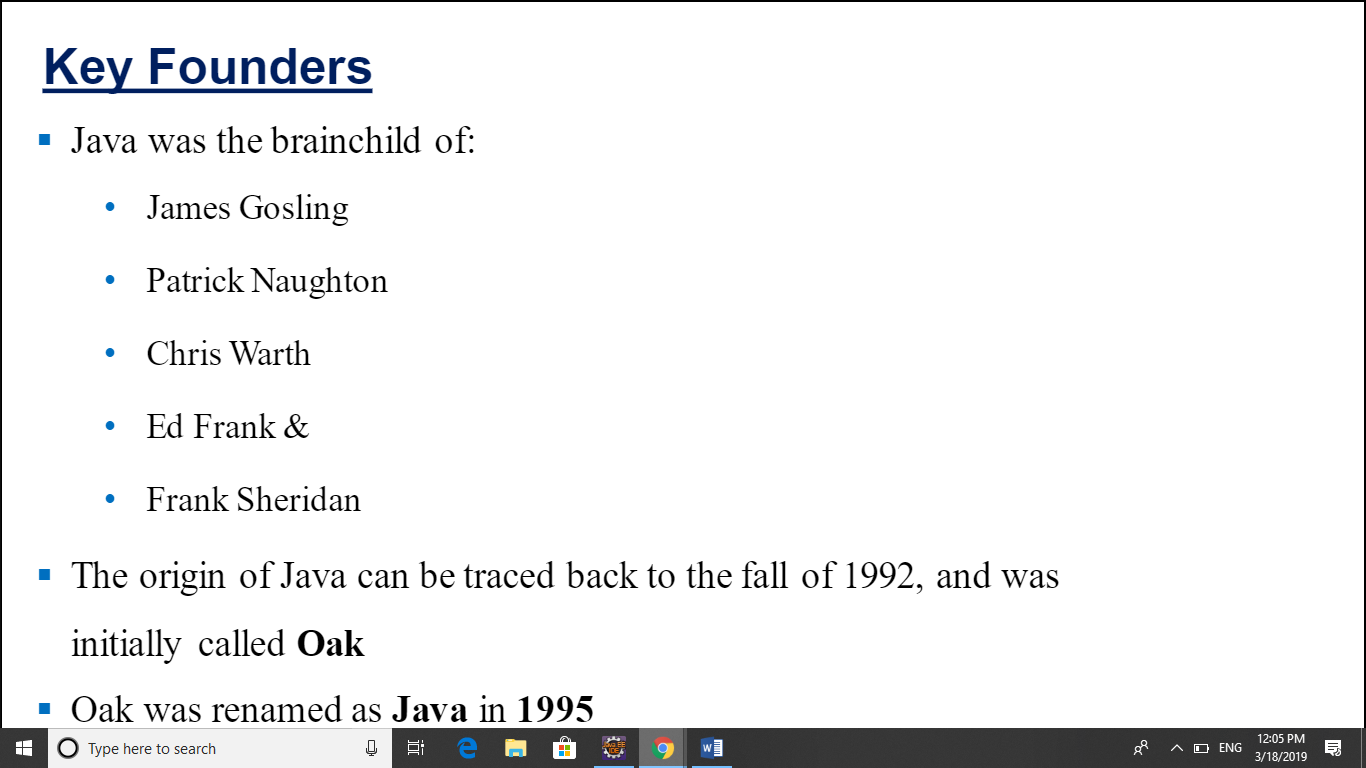 Key Founders
Java was the brainchild of:
James Gosling
Patrick Naughton
Chris Warth
Ed Frank &
Frank Sheridan
The origin of Java can be traced back to the fall of 1992, and was
initially called Oak
Oak was renamed as Java in 1995
Type here to search
ENG
12:05 PM
3/18/2019